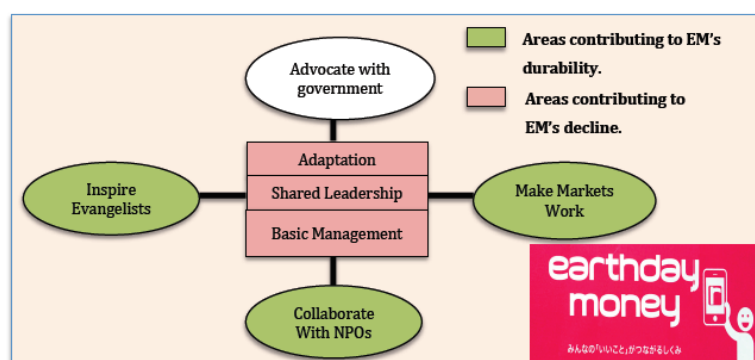 Advocate with
government
Areas contributing to EM's
durability.
Areas contributing to
EM's decline.
Adaptation
Shared Leadership
Basic Management
Inspire
Evangelists
Make Markets
Work
Collaborate
With NPOs
earthday
money
みんなの「いいこと」がつながるしくみ